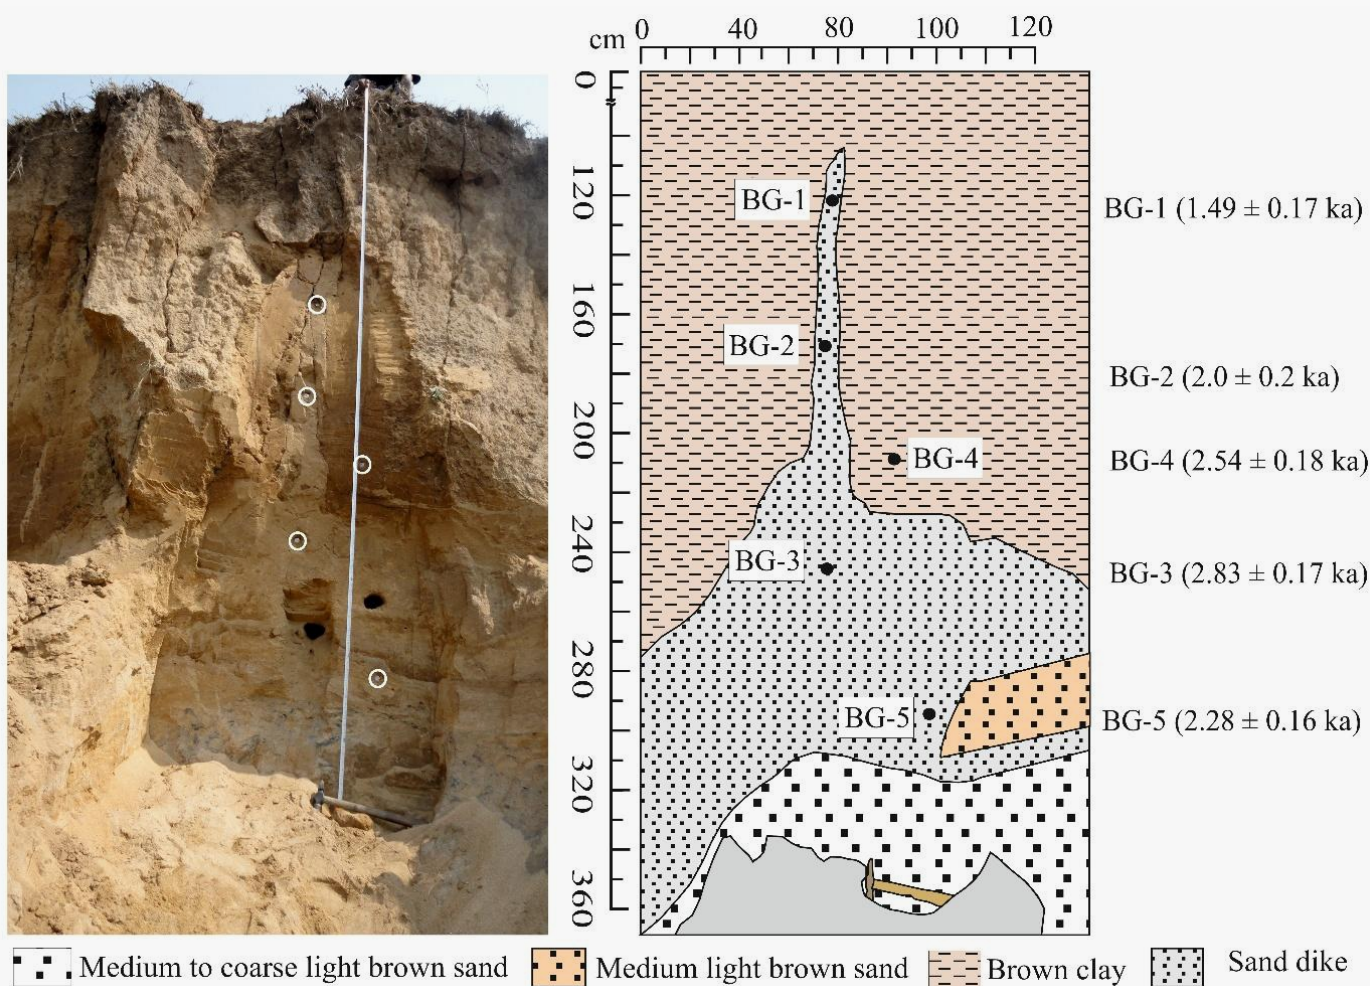 cm 0 40 80 100 120
0
120
160
200
240
280
320
360
BG-1
BG-2
BG-4
BG-3
BG-5
BG-1 (1.49 ± 0.17 ka)
BG-2 (2.0 ± 0.2 ka)
BG-4 (2.54 ± 0.18 ka)
BG-3 (2.83 ± 0.17 ka)
BG-5 (2.28 ± 0.16 ka)
Medium to coarse light brown sand Medium light brown sand Brown clay Sand dike